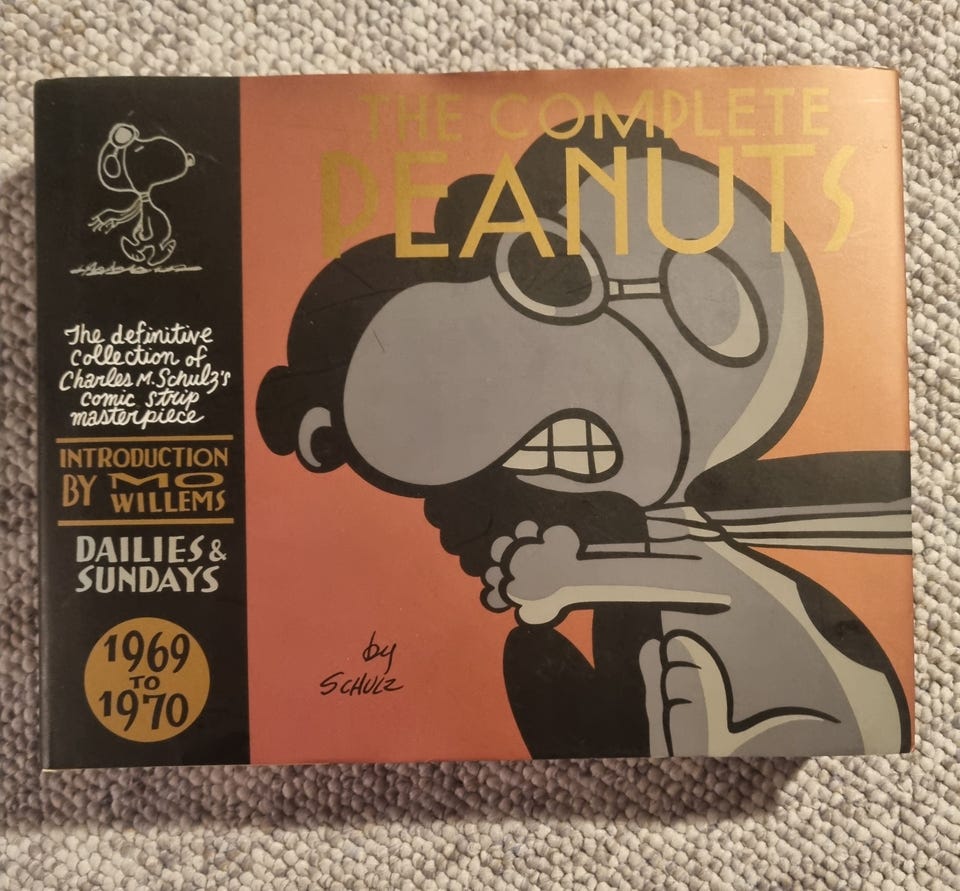 THE COMPLETE
PEANUTS
The definitive
collection of
Charles M. Schulz's
comic strip
masterpiece
INTRODUCTION
BY MO
WILLEMS
DAILIES &
SUNDAYS
1969
TO
1970
by
SCHULZ